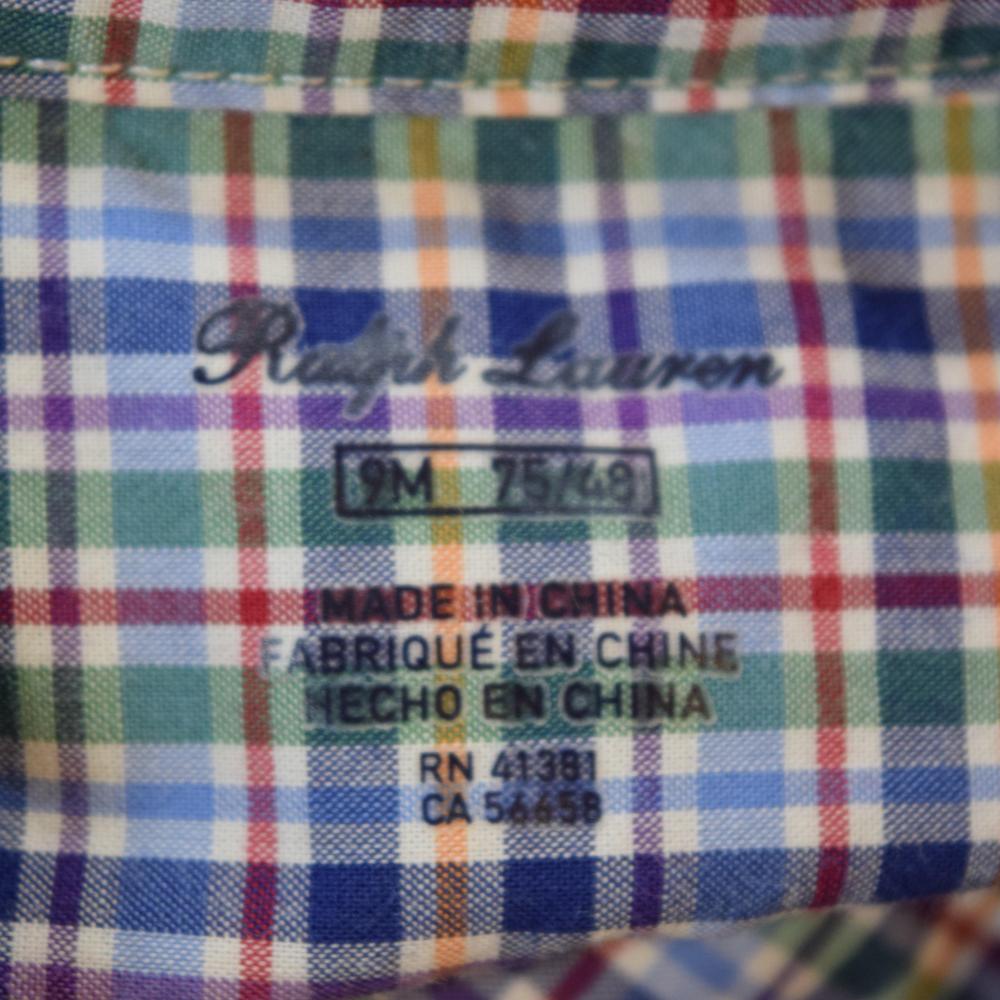 Ralph Lauren
9M 75/48
MADE IN CHINA
FABRIQUÉ EN CHINE
HECHO EN CHINA
RN 41381
CA 56658